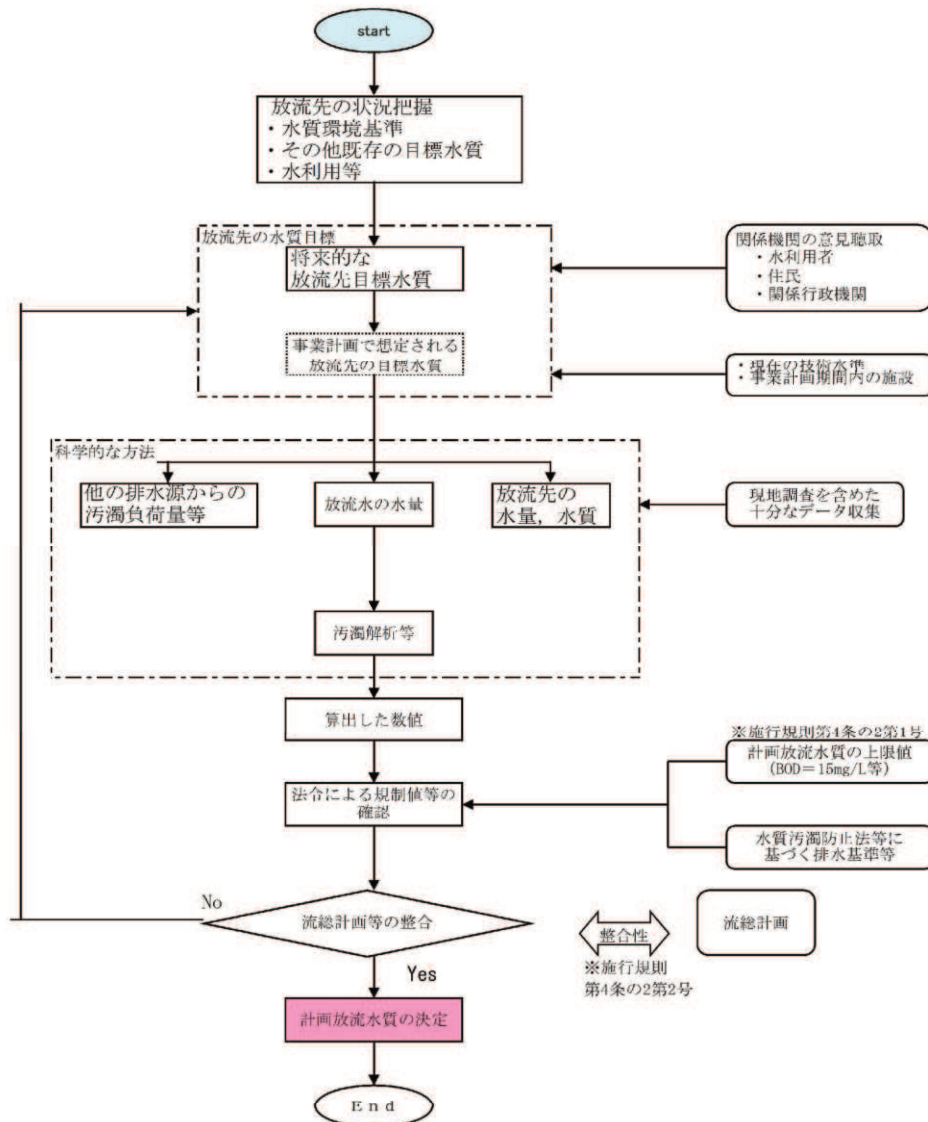 start
放流先の状況把握
・水質環境基準
・その他既存の目標水質
・水利用等
放流先の水質目標
将来的な
放流先目標水質
関係機関の意見聴取
・水利用者
・住民
・関係行政機関
事業計画で想定される
放流先の目標水質
・現在の技術水準
・事業計画期間内の施設
科学的な方法
他の排水源からの
汚濁負荷量等
放流水の水量
放流先の
水量，水質
現地調査を含めた
十分なデータ収集
汚濁解析等
算出した数値
※施行規則第4条の2第1号
計画放流水質の上限値
(BOD＝15mg/L等)
法令による規制値等の
確認
水質汚濁防止法等に
基づく排水基準等
No
流総計画等の整合
整合性
流総計画
※施行規則
第4条の2第2号
Yes
計画放流水質の決定
End